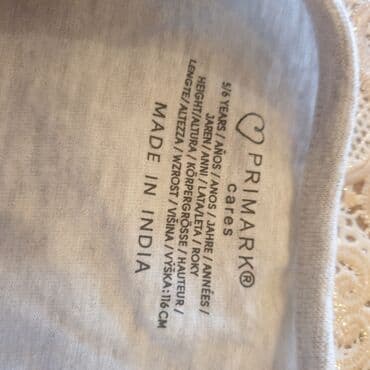 PRIMARK®
cares
5/6 YEARS / AÑOS / ANOS / JAHRE / ANNÉES /
JAREN / ANNI / LATA/LETA / ROKY
HEIGHT/ALTURA / KÖRPERGRÖSSE / HAUTEUR /
LENGTE/ ALTEZZA / WZROST / VIŠINA / VÝŠKA: 116 CM
MADE IN INDIA